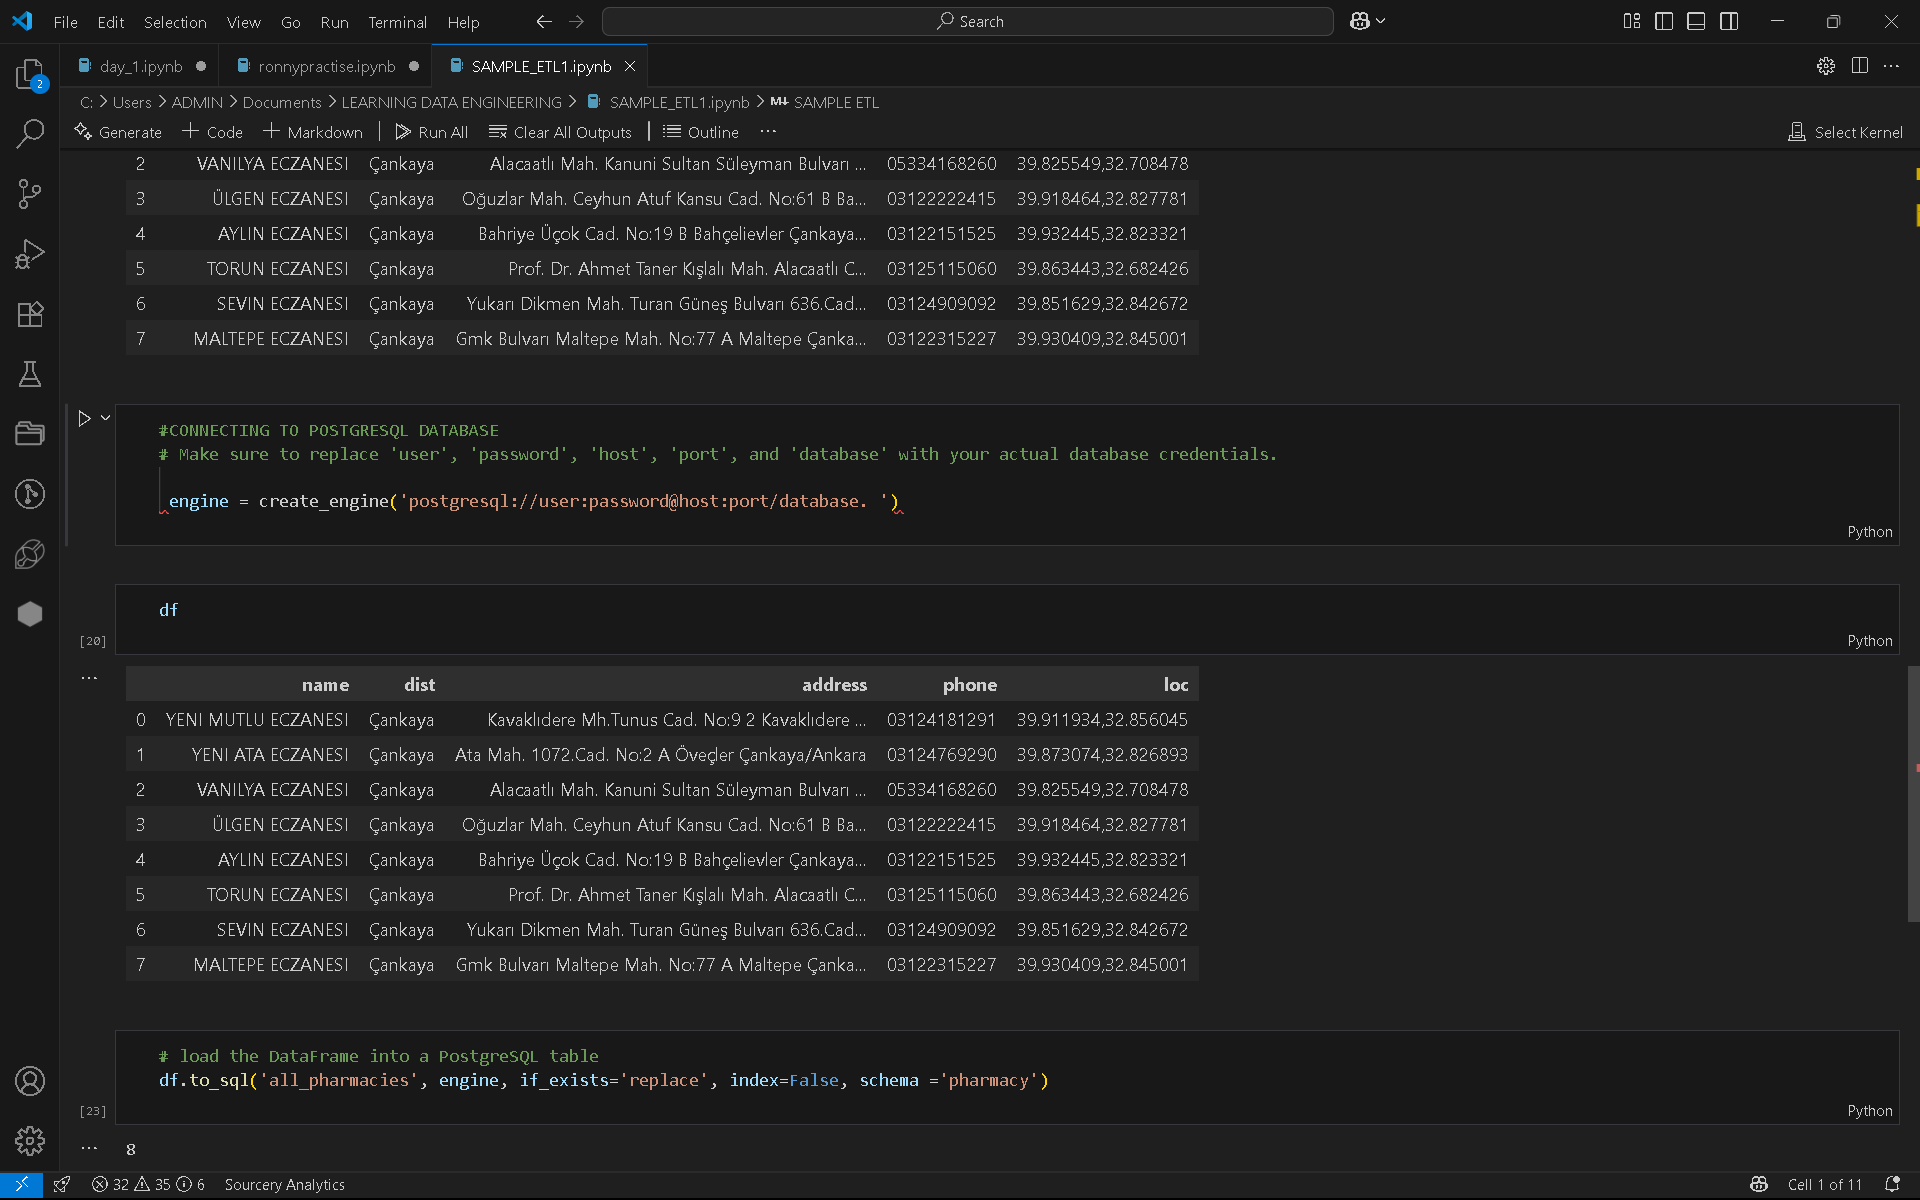 File Edit Selection View Go Run Terminal Help Search
day_1.ipynb ronnypractise.ipynb SAMPLE_ETL1.ipynb
2
C: > Users > ADMIN > Documents > LEARNING DATA ENGINEERING > SAMPLE_ETL1.ipynb > M↓ SAMPLE ETL
Generate + Code + Markdown | Run All Clear All Outputs | Outline ... Select Kernel
2 VANILYA ECZANESI Çankaya Alacaatlı Mah. Kanuni Sultan Süleyman Bulvarı ... 05334168260 39.825549,32.708478
3 ÜLGEN ECZANESI Çankaya Oğuzlar Mah. Ceyhun Atuf Kansu Cad. No:61 B Ba... 03122222415 39.918464,32.827781
4 AYLIN ECZANESI Çankaya Bahriye Üçok Cad. No:19 B Bahçelievler Çankaya... 03122151525 39.932445,32.823321
5 TORUN ECZANESI Çankaya Prof. Dr. Ahmet Taner Kışlalı Mah. Alacaatlı C... 03125115060 39.863443,32.682426
6 SEVIN ECZANESI Çankaya Yukarı Dikmen Mah. Turan Güneş Bulvarı 636.Cad... 03124909092 39.851629,32.842672
7 MALTEPE ECZANESI Çankaya Gmk Bulvarı Maltepe Mah. No:77 A Maltepe Çanka... 03122315227 39.930409,32.845001
#CONNECTING TO POSTGRESQL DATABASE
# Make sure to replace 'user', 'password', 'host', 'port', and 'database' with your actual database credentials.
engine = create_engine('postgresql://user:password@host:port/database. ')
Python
df
[20] Python
name dist address phone loc
0 YENI MUTLU ECZANESI Çankaya Kavaklıdere Mh.Tunus Cad. No:9 2 Kavaklıdere ... 03124181291 39.911934,32.856045
1 YENI ATA ECZANESI Çankaya Ata Mah. 1072.Cad. No:2 A Öveçler Çankaya/Ankara 03124769290 39.873074,32.826893
2 VANILYA ECZANESI Çankaya Alacaatlı Mah. Kanuni Sultan Süleyman Bulvarı ... 05334168260 39.825549,32.708478
3 ÜLGEN ECZANESI Çankaya Oğuzlar Mah. Ceyhun Atuf Kansu Cad. No:61 B Ba... 03122222415 39.918464,32.827781
4 AYLIN ECZANESI Çankaya Bahriye Üçok Cad. No:19 B Bahçelievler Çankaya... 03122151525 39.932445,32.823321
5 TORUN ECZANESI Çankaya Prof. Dr. Ahmet Taner Kışlalı Mah. Alacaatlı C... 03125115060 39.863443,32.682426
6 SEVIN ECZANESI Çankaya Yukarı Dikmen Mah. Turan Güneş Bulvarı 636.Cad... 03124909092 39.851629,32.842672
7 MALTEPE ECZANESI Çankaya Gmk Bulvarı Maltepe Mah. No:77 A Maltepe Çanka... 03122315227 39.930409,32.845001
# load the DataFrame into a PostgreSQL table
df.to_sql('all_pharmacies', engine, if_exists='replace', index=False, schema ='pharmacy')
[23] Python
... 8
32 35 6 Sourcery Analytics Cell 1 of 11